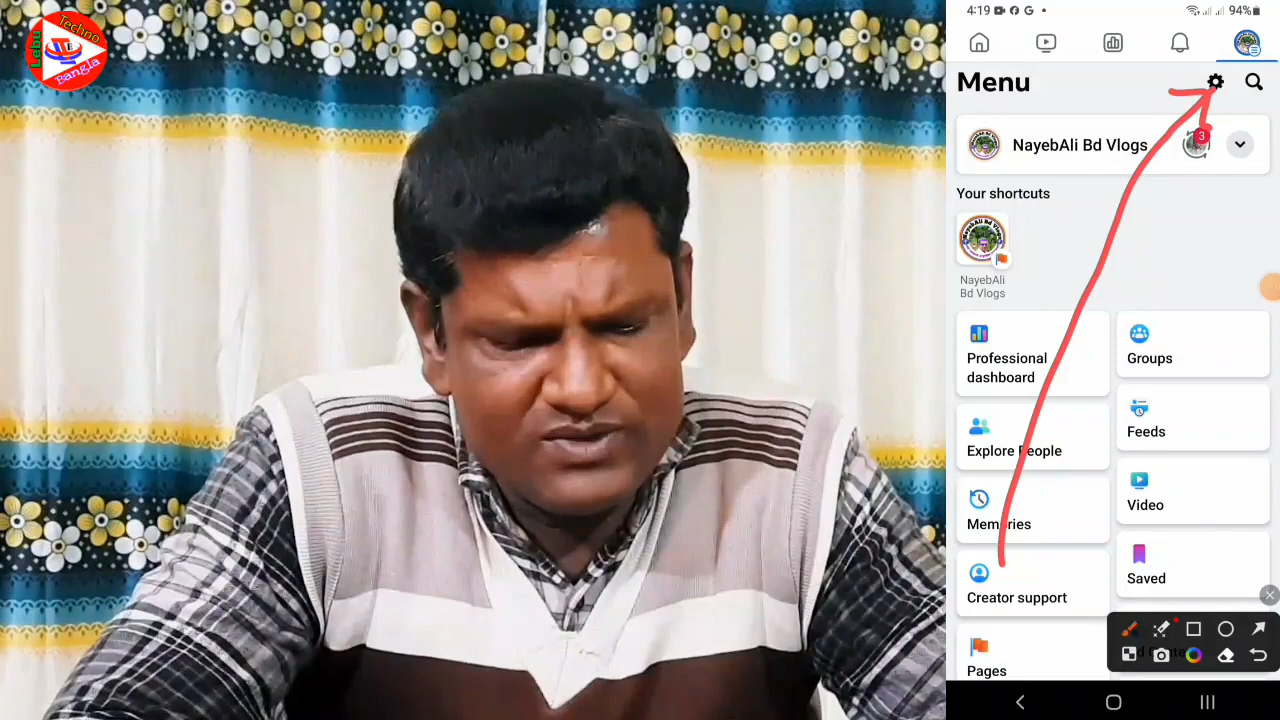 Lebu Techno Bangla
4:19
94%
Menu
NayebAli Bd Vlogs
3
Your shortcuts
NayebAli
Bd Vlogs
Professional
dashboard
Groups
Explore People
Feeds
Memories
Video
Creator support
Saved
Pages